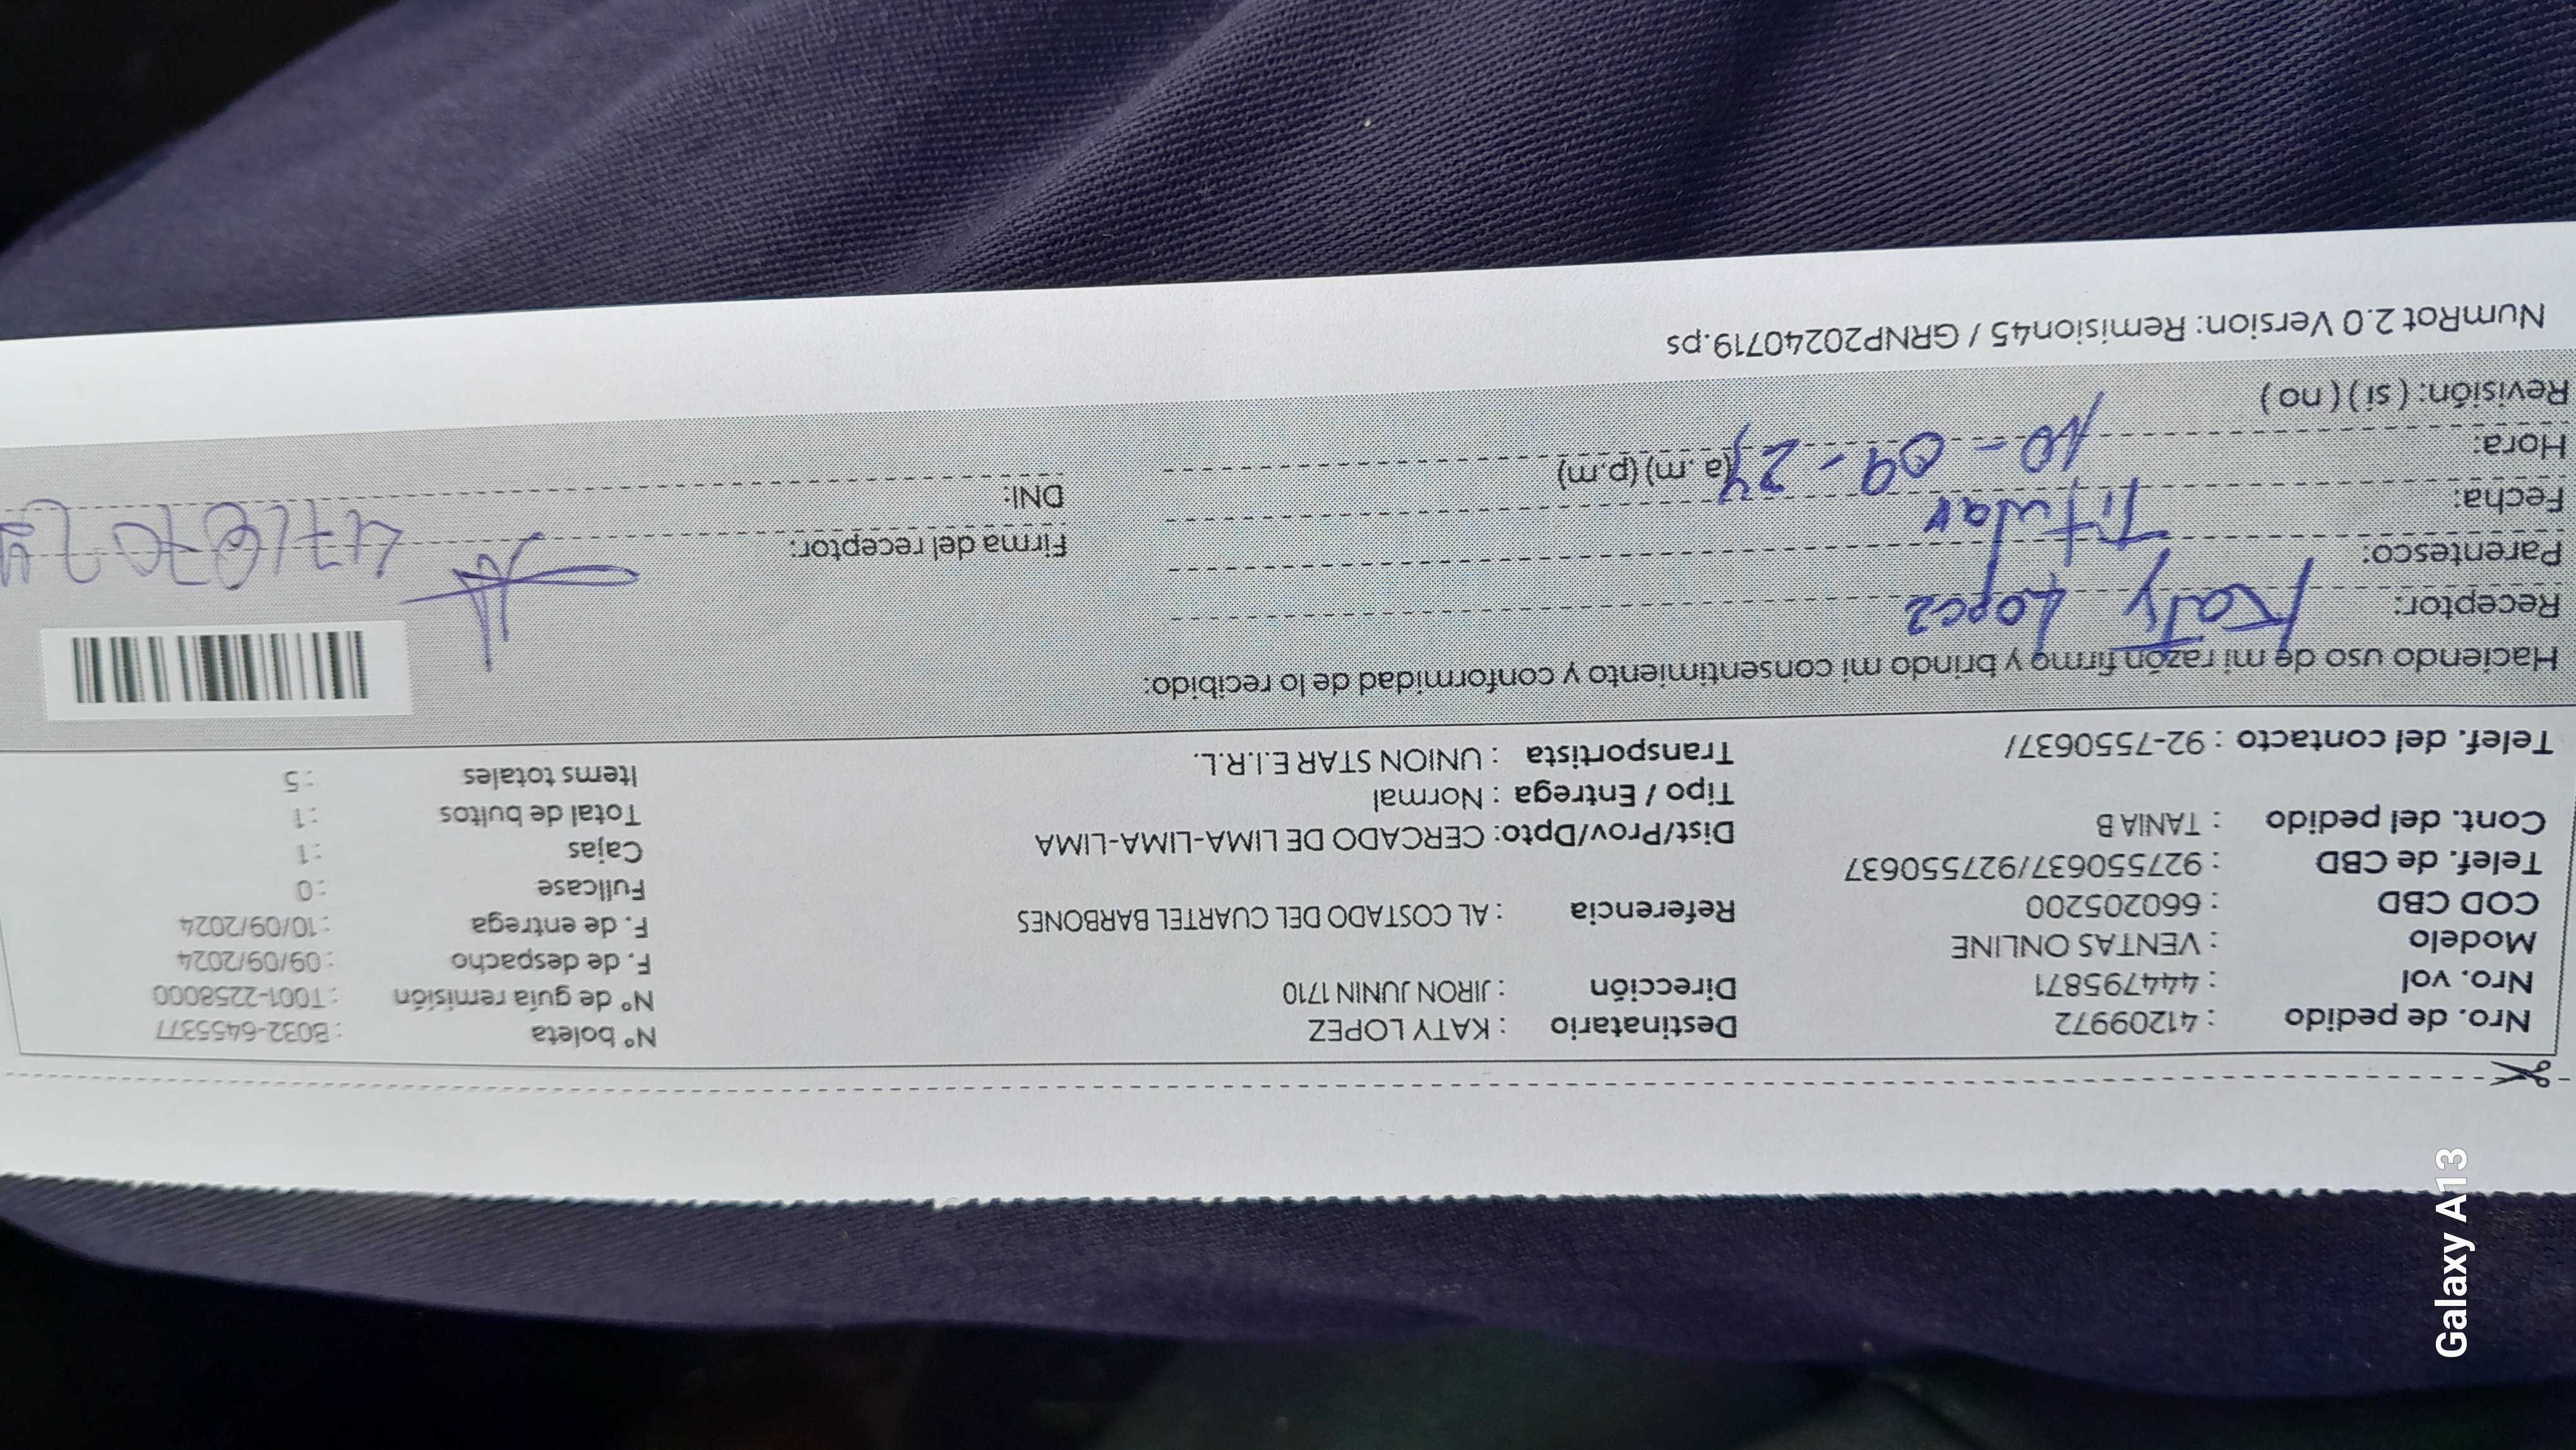 Nro. de pedido : 41209972 Destinatario : KATY LOPEZ N° boleta : B032-6455377
Nro. vol : 444795871 Dirección : JIRON JUNIN 1710 N° de guía remisión : T001-2258000
Modelo : VENTAS ONLINE F. de despacho : 09/09/2024
COD CBD : 660205200 Referencia : AL COSTADO DEL CUARTEL BARBONES F. de entrega : 10/09/2024
Telef. de CBD : 927550637/927550637 Fullcase : 0
Cont. del pedido : TANIA B Dist/Prov/Dpto: CERCADO DE LIMA-LIMA-LIMA Cajas : 1
Tipo / Entrega : Normal Total de bultos : 1
Telef. del contacto : 92-7550637/ Transportista : UNION STAR E.I.R.L. Items totales : 5
Haciendo uso de mi razón firmo y brindo mi consentimiento y conformidad de lo recibido:
Receptor: Katy Lopez
Parentesco: Titular Firma del receptor:
Fecha: 10-09-24 DNI: 47167024
Hora: (a.m) (p.m)
Revisión: ( si ) ( no )
NumRot 2.0 Version: Remision45 / GRNP20240719.ps
Galaxy A13